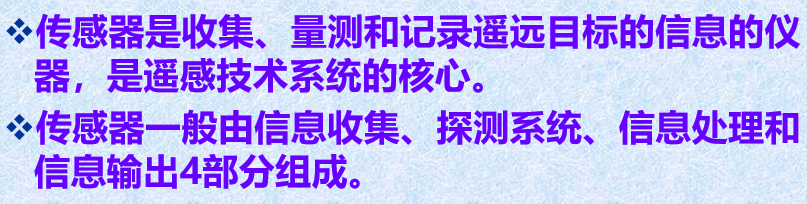 ❖传感器是收集、量测和记录遥远目标的信息的仪
器，是遥感技术系统的核心。
❖传感器一般由信息收集、探测系统、信息处理和
信息输出4部分组成。